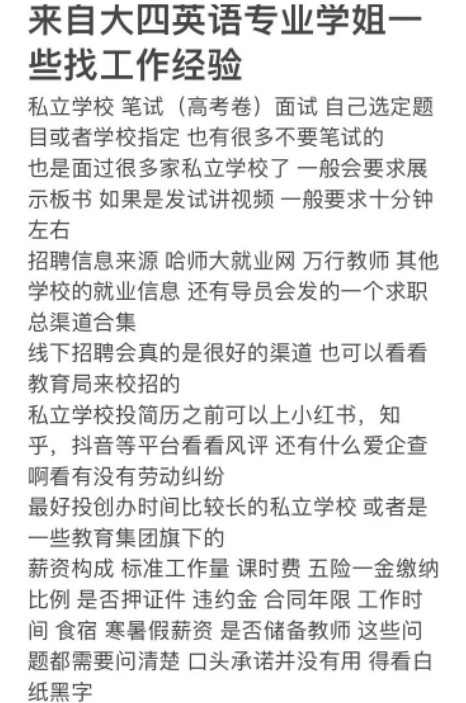 来自大四英语专业学姐一
些找工作经验
私立学校 笔试（高考卷）面试 自己选定题
目或者学校指定 也有很多不要笔试的
也是面过很多家私立学校了 一般会要求展
示板书 如果是发试讲视频 一般要求十分钟
左右
招聘信息来源 哈师大就业网 万行教师 其他
学校的就业信息 还有导员会发的一个求职
总渠道合集
线下招聘会真的是很好的渠道 也可以看看
教育局来校招的
私立学校投简历之前可以上小红书，知
乎，抖音等平台看看风评 还有什么爱企查
啊看有没有劳动纠纷
最好投创办时间比较长的私立学校 或者是
一些教育集团旗下的
薪资构成 标准工作量 课时费 五险一金缴纳
比例 是否押证件 违约金 合同年限 工作时
间 食宿 寒暑假薪资 是否储备教师 这些问
题都需要问清楚 口头承诺并没有用 得看白
纸黑字